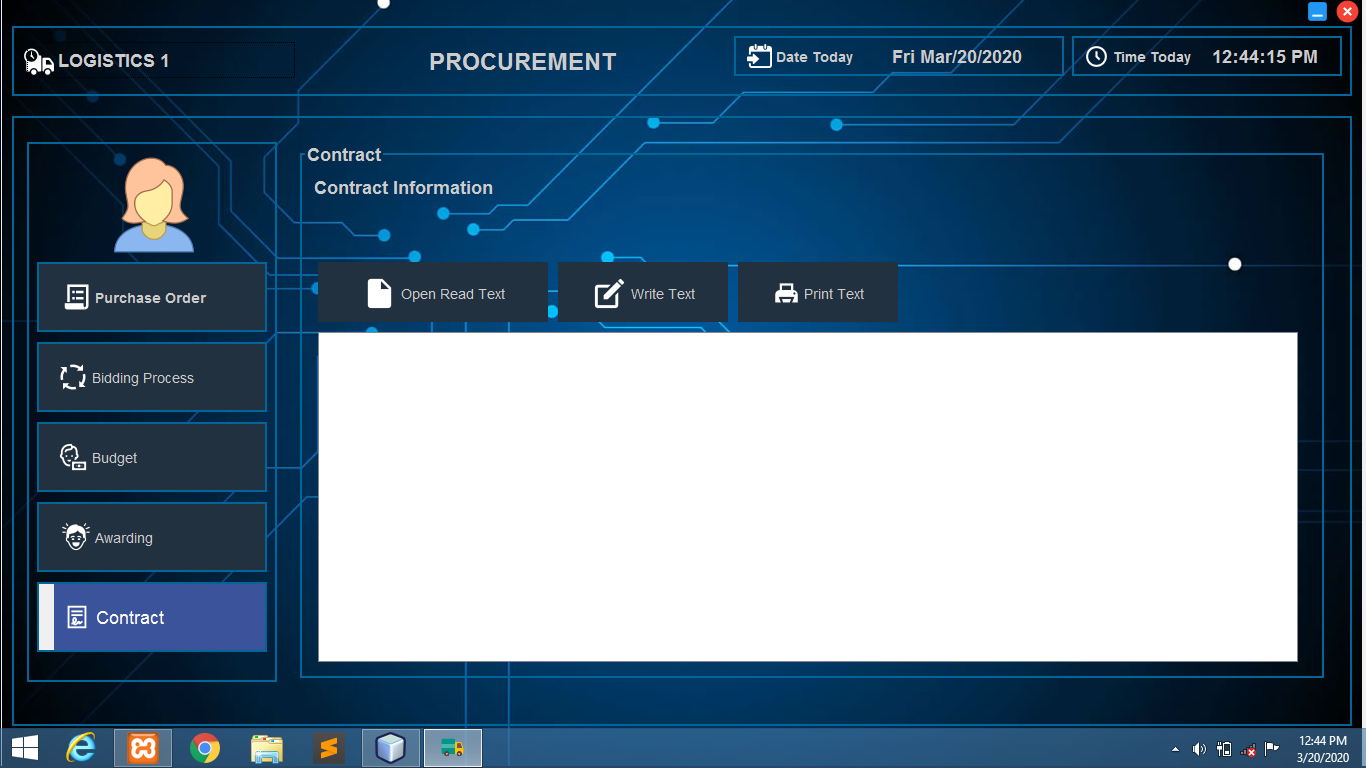 LOGISTICS 1
PROCUREMENT
Date Today Fri Mar/20/2020
Time Today 12:44:15 PM
Purchase Order
Bidding Process
Budget
Awarding
Contract
Contract
Contract Information
Open Read Text
Write Text
Print Text
12:44 PM
3/20/2020